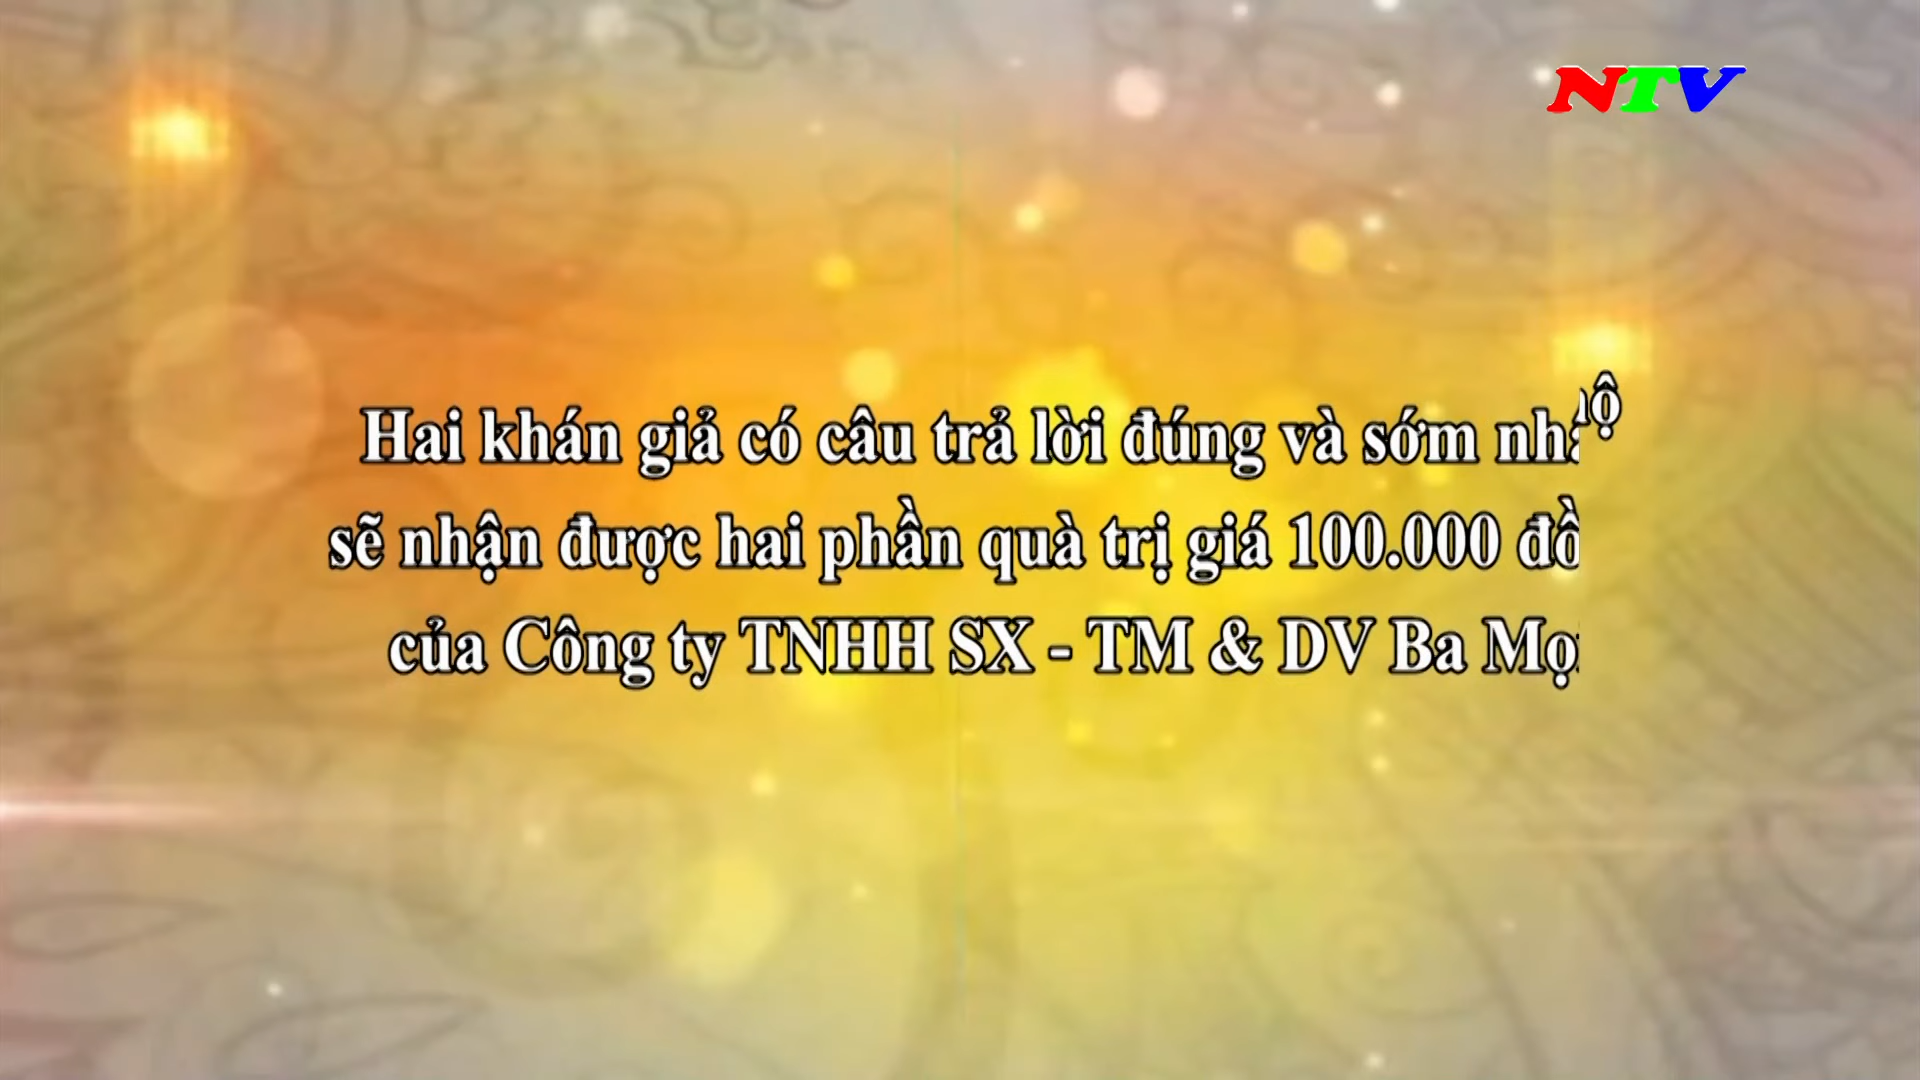 NTV
Hai khán giả có câu trả lời đúng và sớm
sẽ nhận được hai phần quà trị giá 100.000
của Công ty TNHH SX - TM & DV Ba